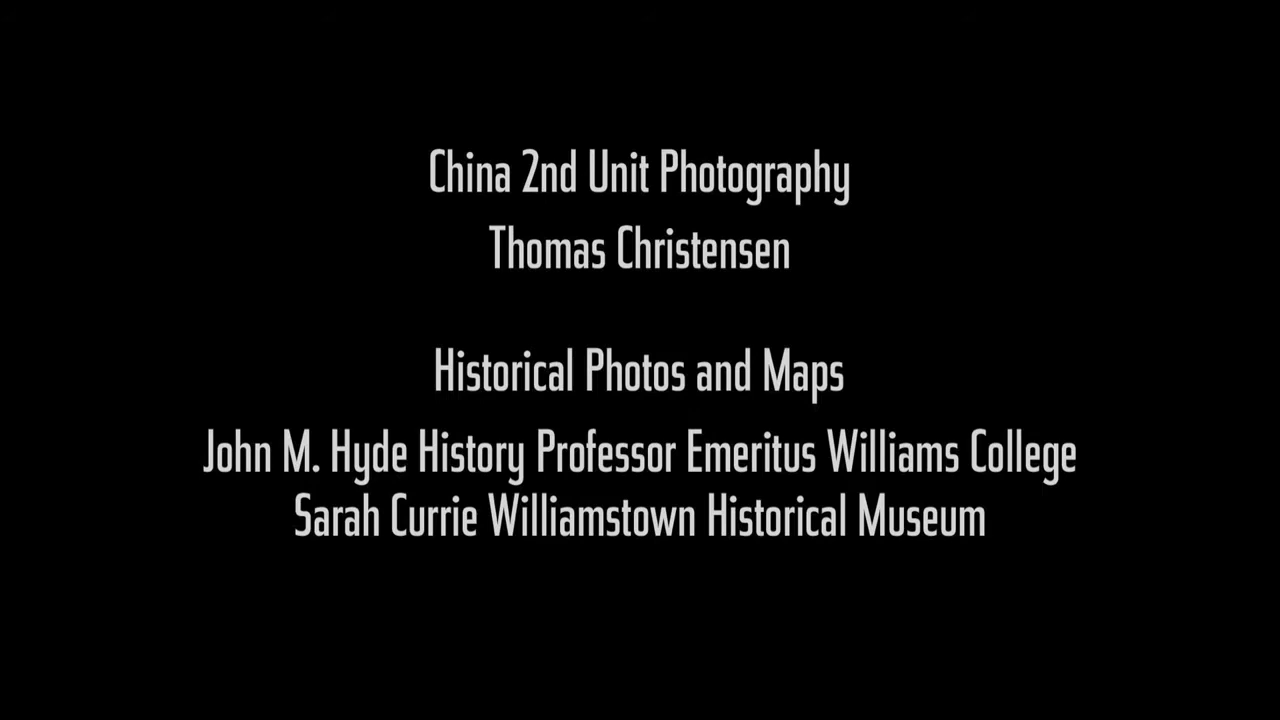 China 2nd Unit Photography
Thomas Christensen
Historical Photos and Maps
John M. Hyde History Professor Emeritus Williams College
Sarah Currie Williamstown Historical Museum